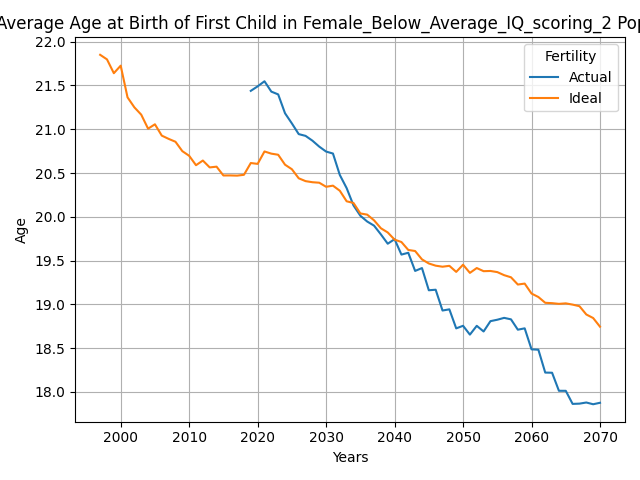 Average Age at Birth of First Child in Female_Below_Average_IQ_scoring_2 Pop
22.0
21.5
21.0
20.5
20.0
19.5
19.0
18.5
18.0
Age
Fertility
Actual
Ideal
2000 2010 2020 2030 2040 2050 2060 2070
Years